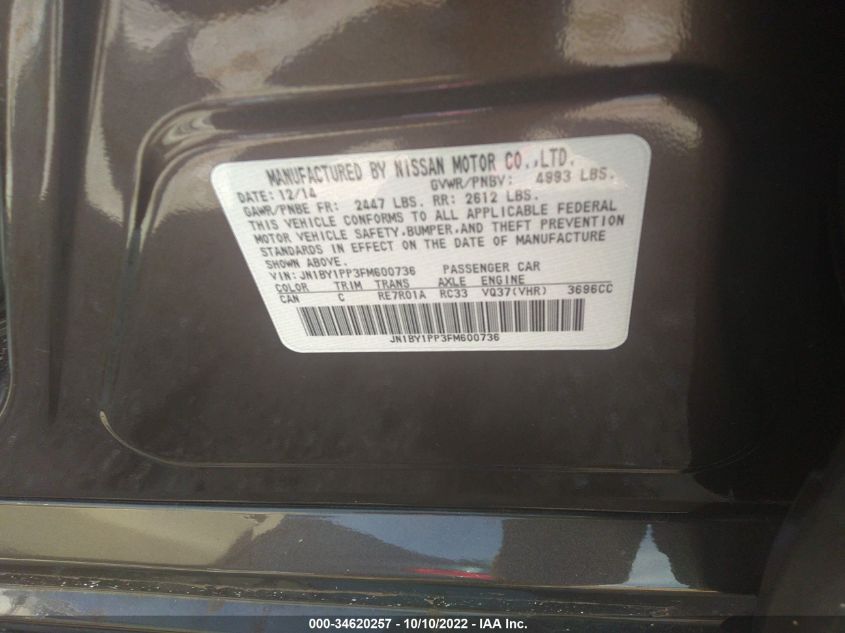 MANUFACTURED BY NISSAN MOTOR CO.,LTD.
DATE: 12/14 GVWR/PNBV: 4993 LBS.
GAWR/PNBE FR: 2447 LBS. RR: 2612 LBS.
THIS VEHICLE CONFORMS TO ALL APPLICABLE FEDERAL
MOTOR VEHICLE SAFETY,BUMPER,AND THEFT PREVENTION
STANDARDS IN EFFECT ON THE DATE OF MANUFACTURE
SHOWN ABOVE.
VIN: JN1BY1PP3FM600736 PASSENGER CAR
COLOR TRIM TRANS AXLE ENGINE
CAN C RE7R01A RC33 VQ37(VHR) 3696CC
JN1BY1PP3FM600736
000-34620257 - 10/10/2022 - IAA